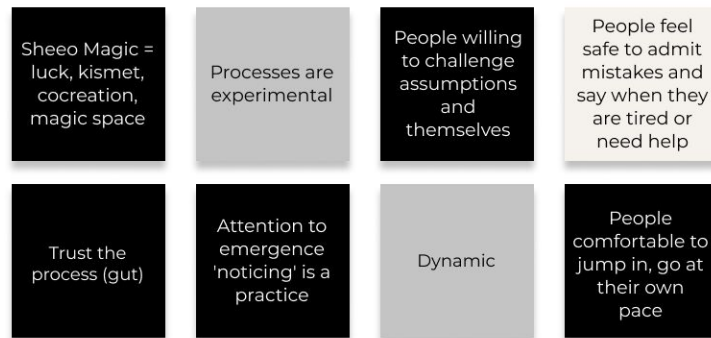 Sheeo Magic =
luck, kismet,
cocreation,
magic space
Processes are
experimental
People willing
to challenge
assumptions
and
themselves
People feel
safe to admit
mistakes and
say when they
are tired or
need help
Trust the
process (gut)
Attention to
emergence
'noticing' is a
practice
Dynamic
People
comfortable to
jump in, go at
their own
pace